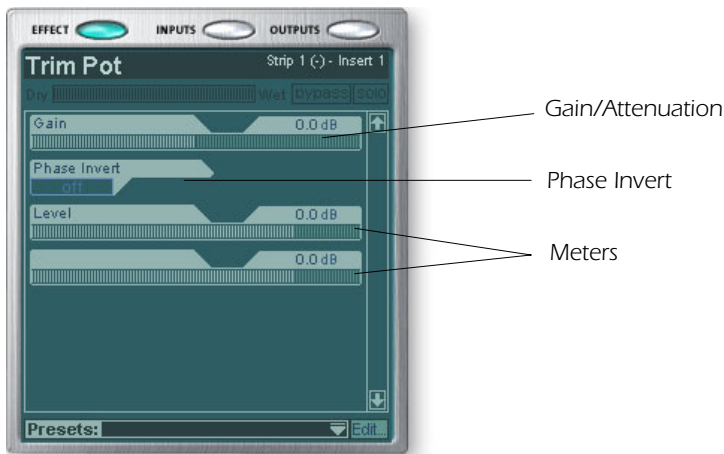 EFFECT INPUTS OUTPUTS
Trim Pot Strip 1 (-) - Insert 1
Dry Wet bypass solo
Gain 0.0 dB
Gain/Attenuation
Phase Invert
off
Phase Invert
Level 0.0 dB
Meters
0.0 dB
Presets: Edit...